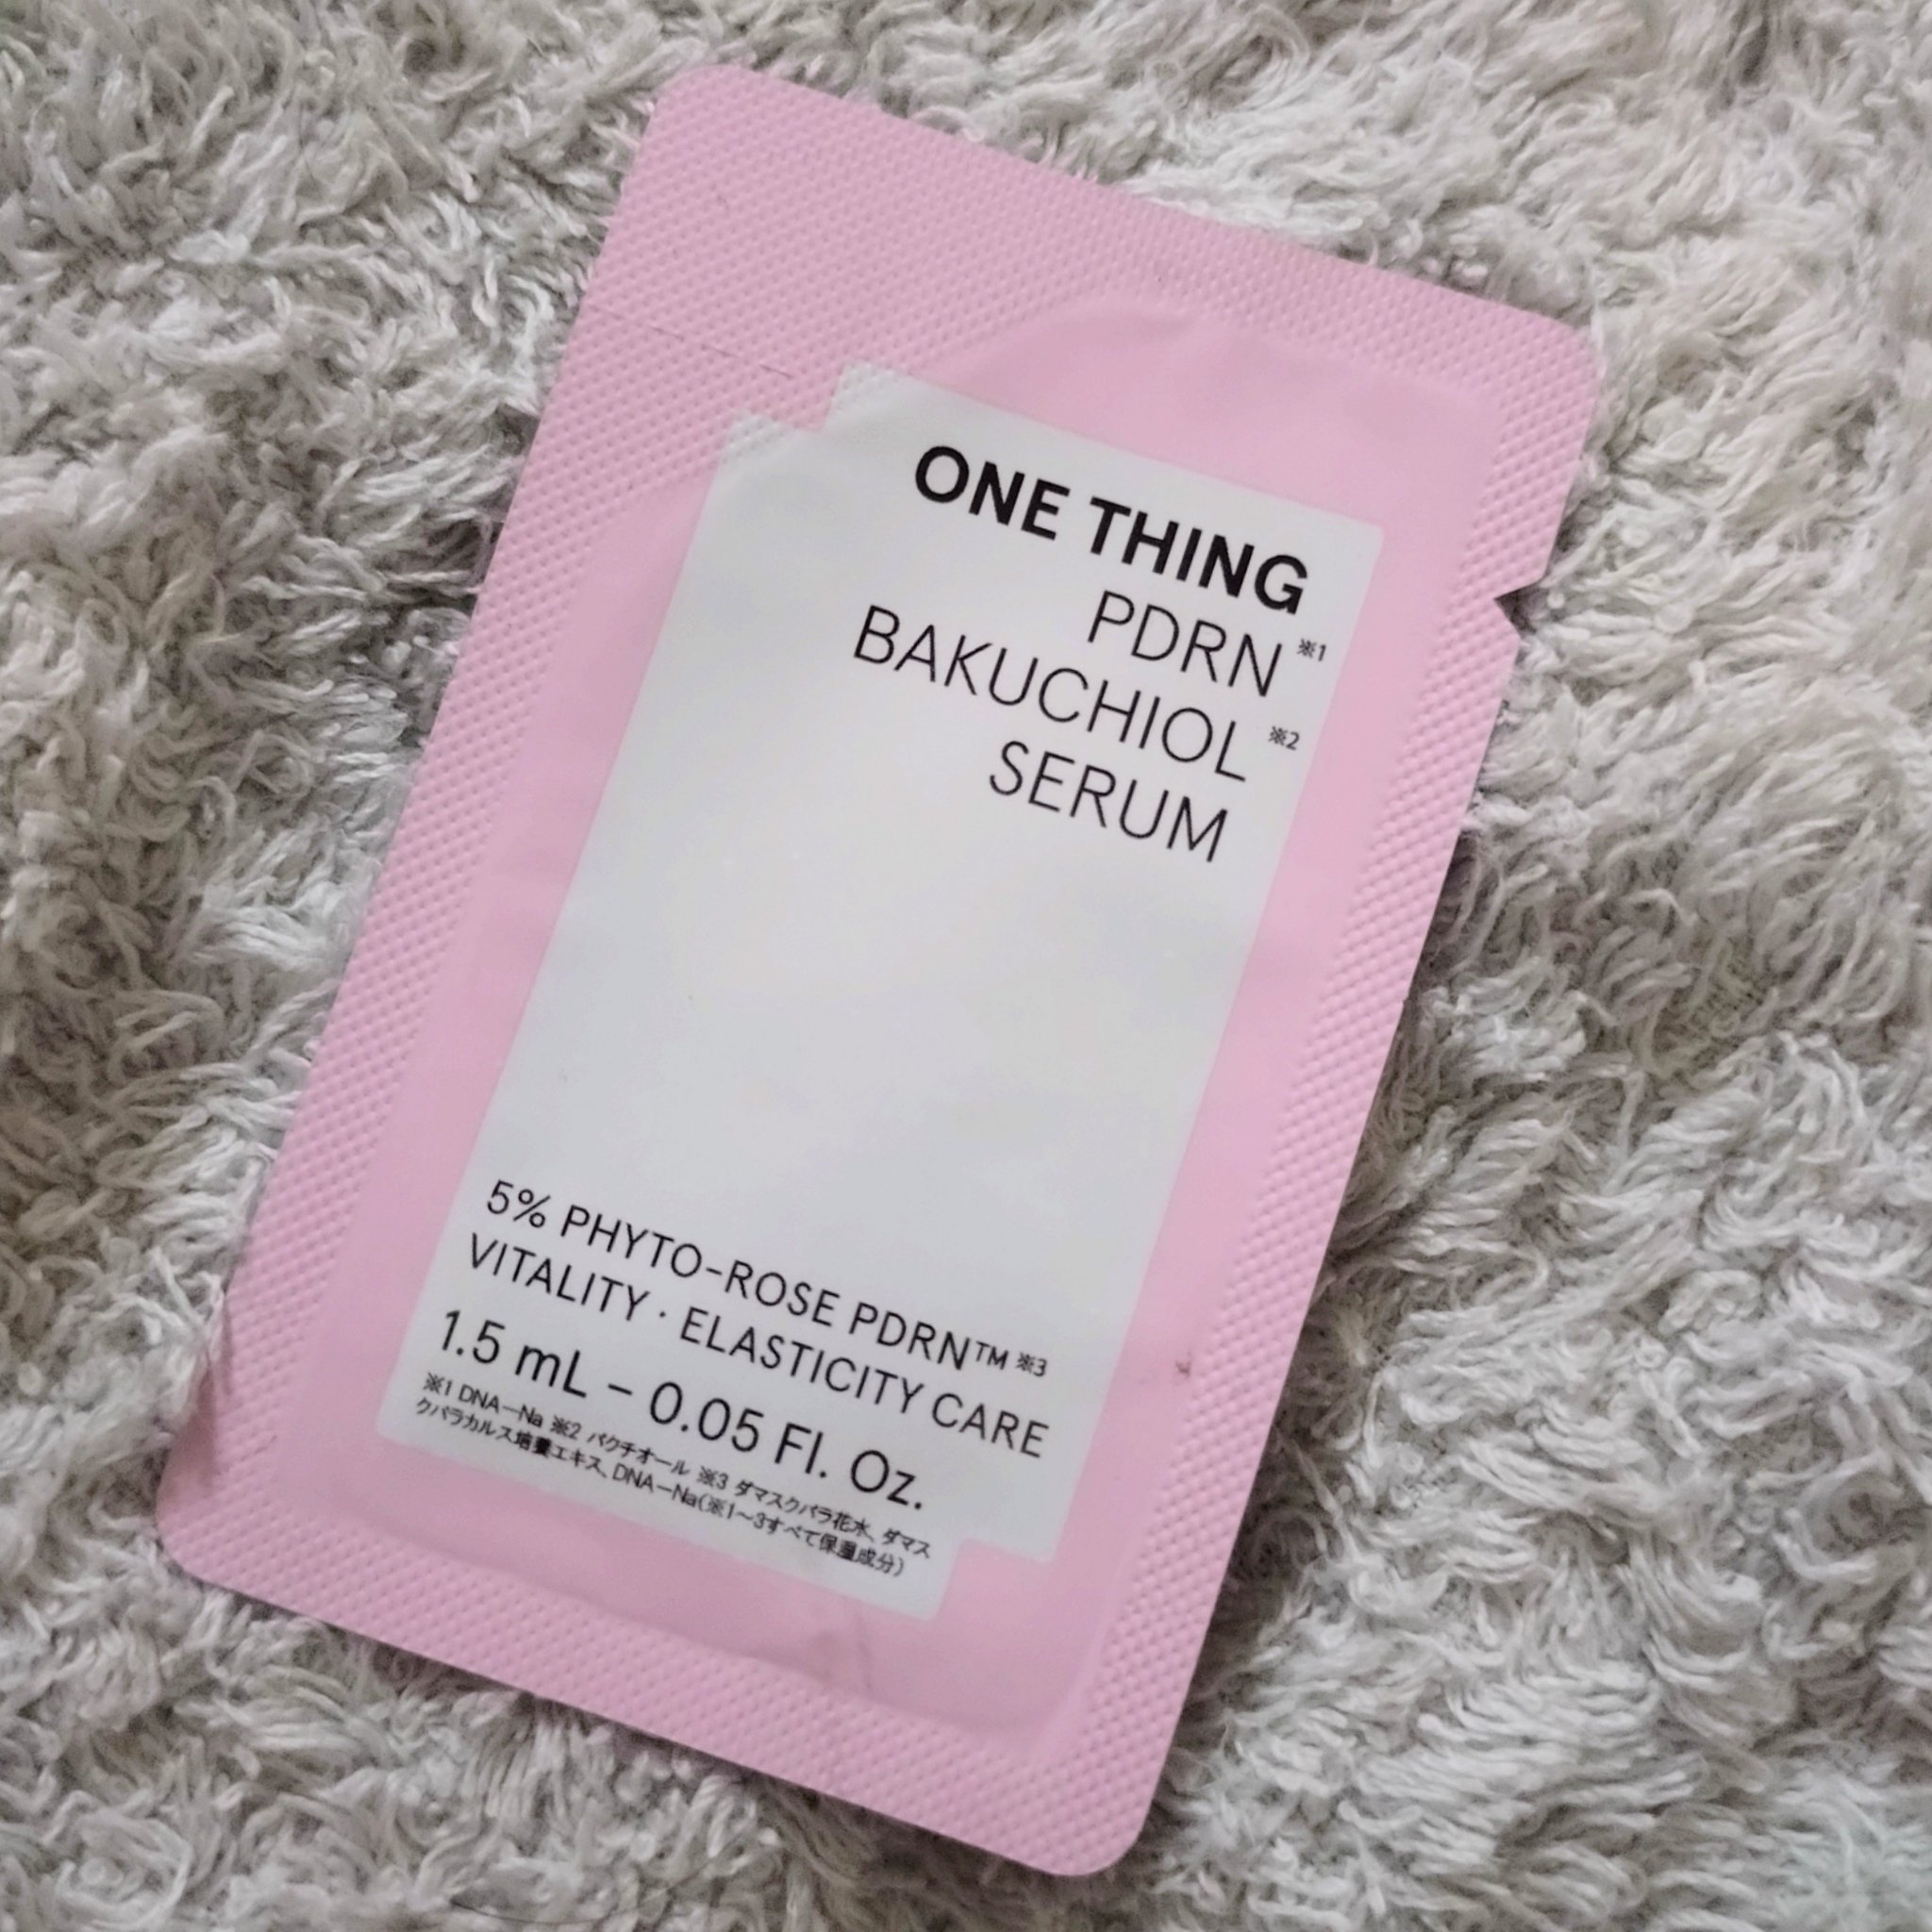 ONE THING
PDRN※1
BAKUCHIOL※2
SERUM
5% PHYTO-ROSE PDRN™※3
VITALITY・ELASTICITY CARE
1.5 mL – 0.05 Fl. Oz.
※1 DNA-Na ※2 バクチオール ※3 ダマスクバラ花水、ダマス
クバラカルス培養エキス、DNA-Na(※1～3すべて保湿成分)